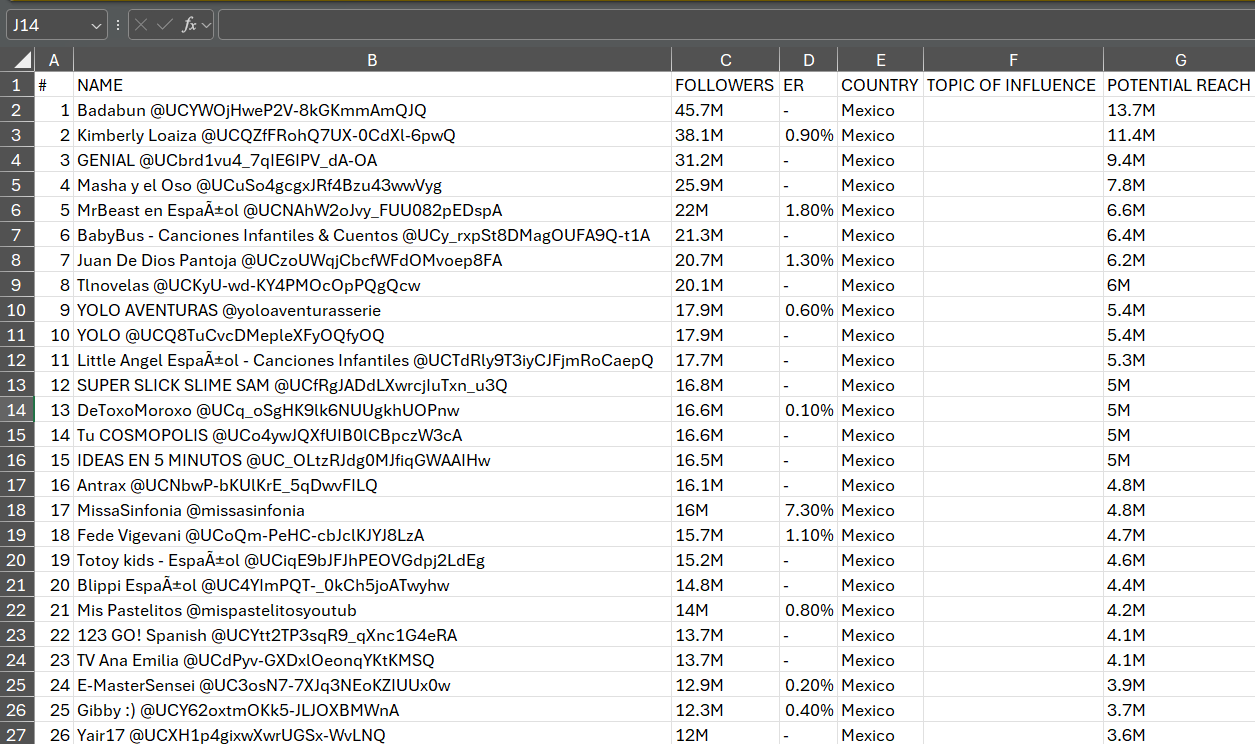 J14 fx
A B C D E F G
1 # NAME FOLLOWERS ER COUNTRY TOPIC OF INFLUENCE POTENTIAL REACH
2 1 Badabun @UCYWOjHweP2V-8kGKmmAmQJQ 45.7M - Mexico 13.7M
3 2 Kimberly Loaiza @UCQZfFRohQ7UX-0CdXl-6pwQ 38.1M 0.90% Mexico 11.4M
4 3 GENIAL @UCbrd1vu4_7qIE6IPV_dA-OA 31.2M - Mexico 9.4M
5 4 Masha y el Oso @UCuSo4gcgxJRf4Bzu43wwVyg 25.9M - Mexico 7.8M
6 5 MrBeast en EspaÃ±ol @UCNAhW2oJvy_FUU082pEDspA 22M 1.80% Mexico 6.6M
7 6 BabyBus - Canciones Infantiles & Cuentos @UCy_rxpSt8DMagOUFA9Q-t1A 21.3M - Mexico 6.4M
8 7 Juan De Dios Pantoja @UCzoUWqjCbcfWFdOMvoep8FA 20.7M 1.30% Mexico 6.2M
9 8 Tlnovelas @UCKyU-wd-KY4PMOcOpPQgQcw 20.1M - Mexico 6M
10 9 YOLO AVENTURAS @yoloaventurasserie 17.9M 0.60% Mexico 5.4M
11 10 YOLO @UCQ8TuCvcDMepleXFyOQfyOQ 17.9M - Mexico 5.4M
12 11 Little Angel EspaÃ±ol - Canciones Infantiles @UCTdRly9T3iyCJFjmRoCaepQ 17.7M - Mexico 5.3M
13 12 SUPER SLICK SLIME SAM @UCfRgJADdLXwrcjIuTxn_u3Q 16.8M - Mexico 5M
14 13 DeToxoMoroxo @UCq_oSgHK9lk6NUUgkhUOPnw 16.6M 0.10% Mexico 5M
15 14 Tu COSMOPOLIS @UCo4ywJQXfUIB0lCBpczW3cA 16.6M - Mexico 5M
16 15 IDEAS EN 5 MINUTOS @UC_OLtzRJdg0MJfiqGWAAIHw 16.5M - Mexico 5M
17 16 Antrax @UCNbwP-bKUlKrE_5qDwvFILQ 16.1M - Mexico 4.8M
18 17 MissaSinfonia @missasinfonia 16M 7.30% Mexico 4.8M
19 18 Fede Vigevani @UCoQm-PeHC-cbJclKJYJ8LzA 15.7M 1.10% Mexico 4.7M
20 19 Totoy kids - EspaÃ±ol @UCiqE9bJFJhPEOVGdpj2LdEg 15.2M - Mexico 4.6M
21 20 Blippi EspaÃ±ol @UC4YlmPQT-_0kCh5joATwyhw 14.8M - Mexico 4.4M
22 21 Mis Pastelitos @mispastelitosyoutub 14M 0.80% Mexico 4.2M
23 22 123 GO! Spanish @UCYtt2TP3sqR9_qXnc1G4eRA 13.7M - Mexico 4.1M
24 23 TV Ana Emilia @UCdPyv-GXDxlOeonqYKtKMSQ 13.7M - Mexico 4.1M
25 24 E-MasterSensei @UC3osN7-7XJq3NEoKZIUUx0w 12.9M 0.20% Mexico 3.9M
26 25 Gibby :) @UCY62oxtmOKk5-JLJOXBMWnA 12.3M 0.40% Mexico 3.7M
27 26 Yair17 @UCXH1p4gixwXwrUGSx-WvLNQ 12M - Mexico 3.6M